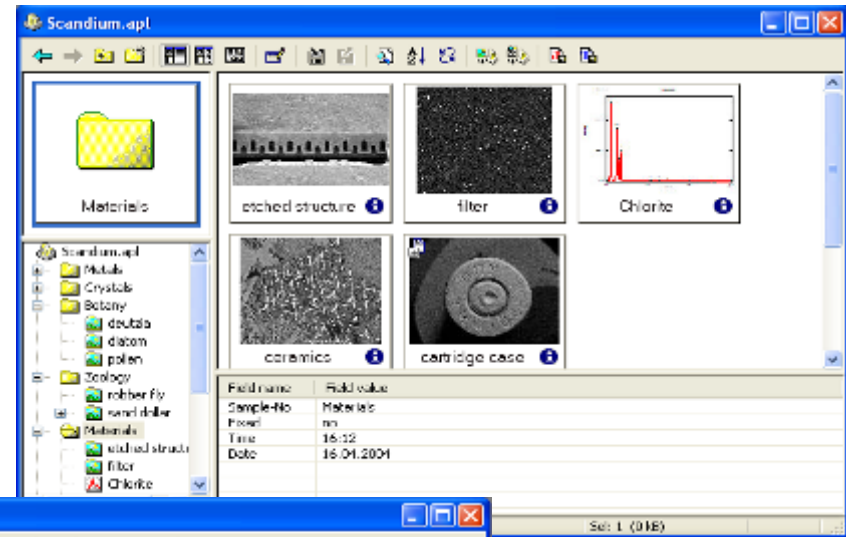 Scandium.apl
Materials
etched structure
filter
Chlorite
ceramics
cartridge case
Scandium.apl
Metals
Crystals
Botany
deutzia
diatom
pollen
Zoology
robber fly
sand dollar
Materials
etched structu
filter
Chlorite
Field name Field value
Sample-No Materials
Fixed no
Time 16:12
Date 16.04.2004
Sel: 1 (0 kB)